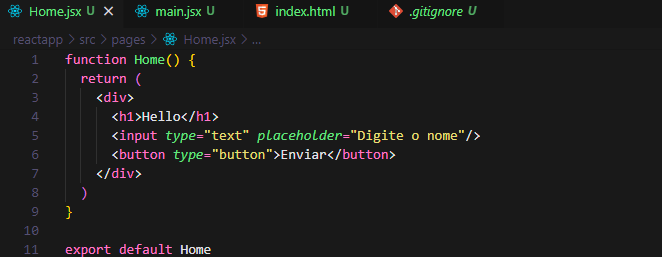 Home.jsx U × main.jsx U index.html U .gitignore U
reactapp > src > pages > Home.jsx > ...
1 function Home() {
2 return (
3 <div>
4 <h1>Hello</h1>
5 <input type="text" placeholder="Digite o nome"/>
6 <button type="button">Enviar</button>
7 </div>
8 )
9 }
10
11 export default Home